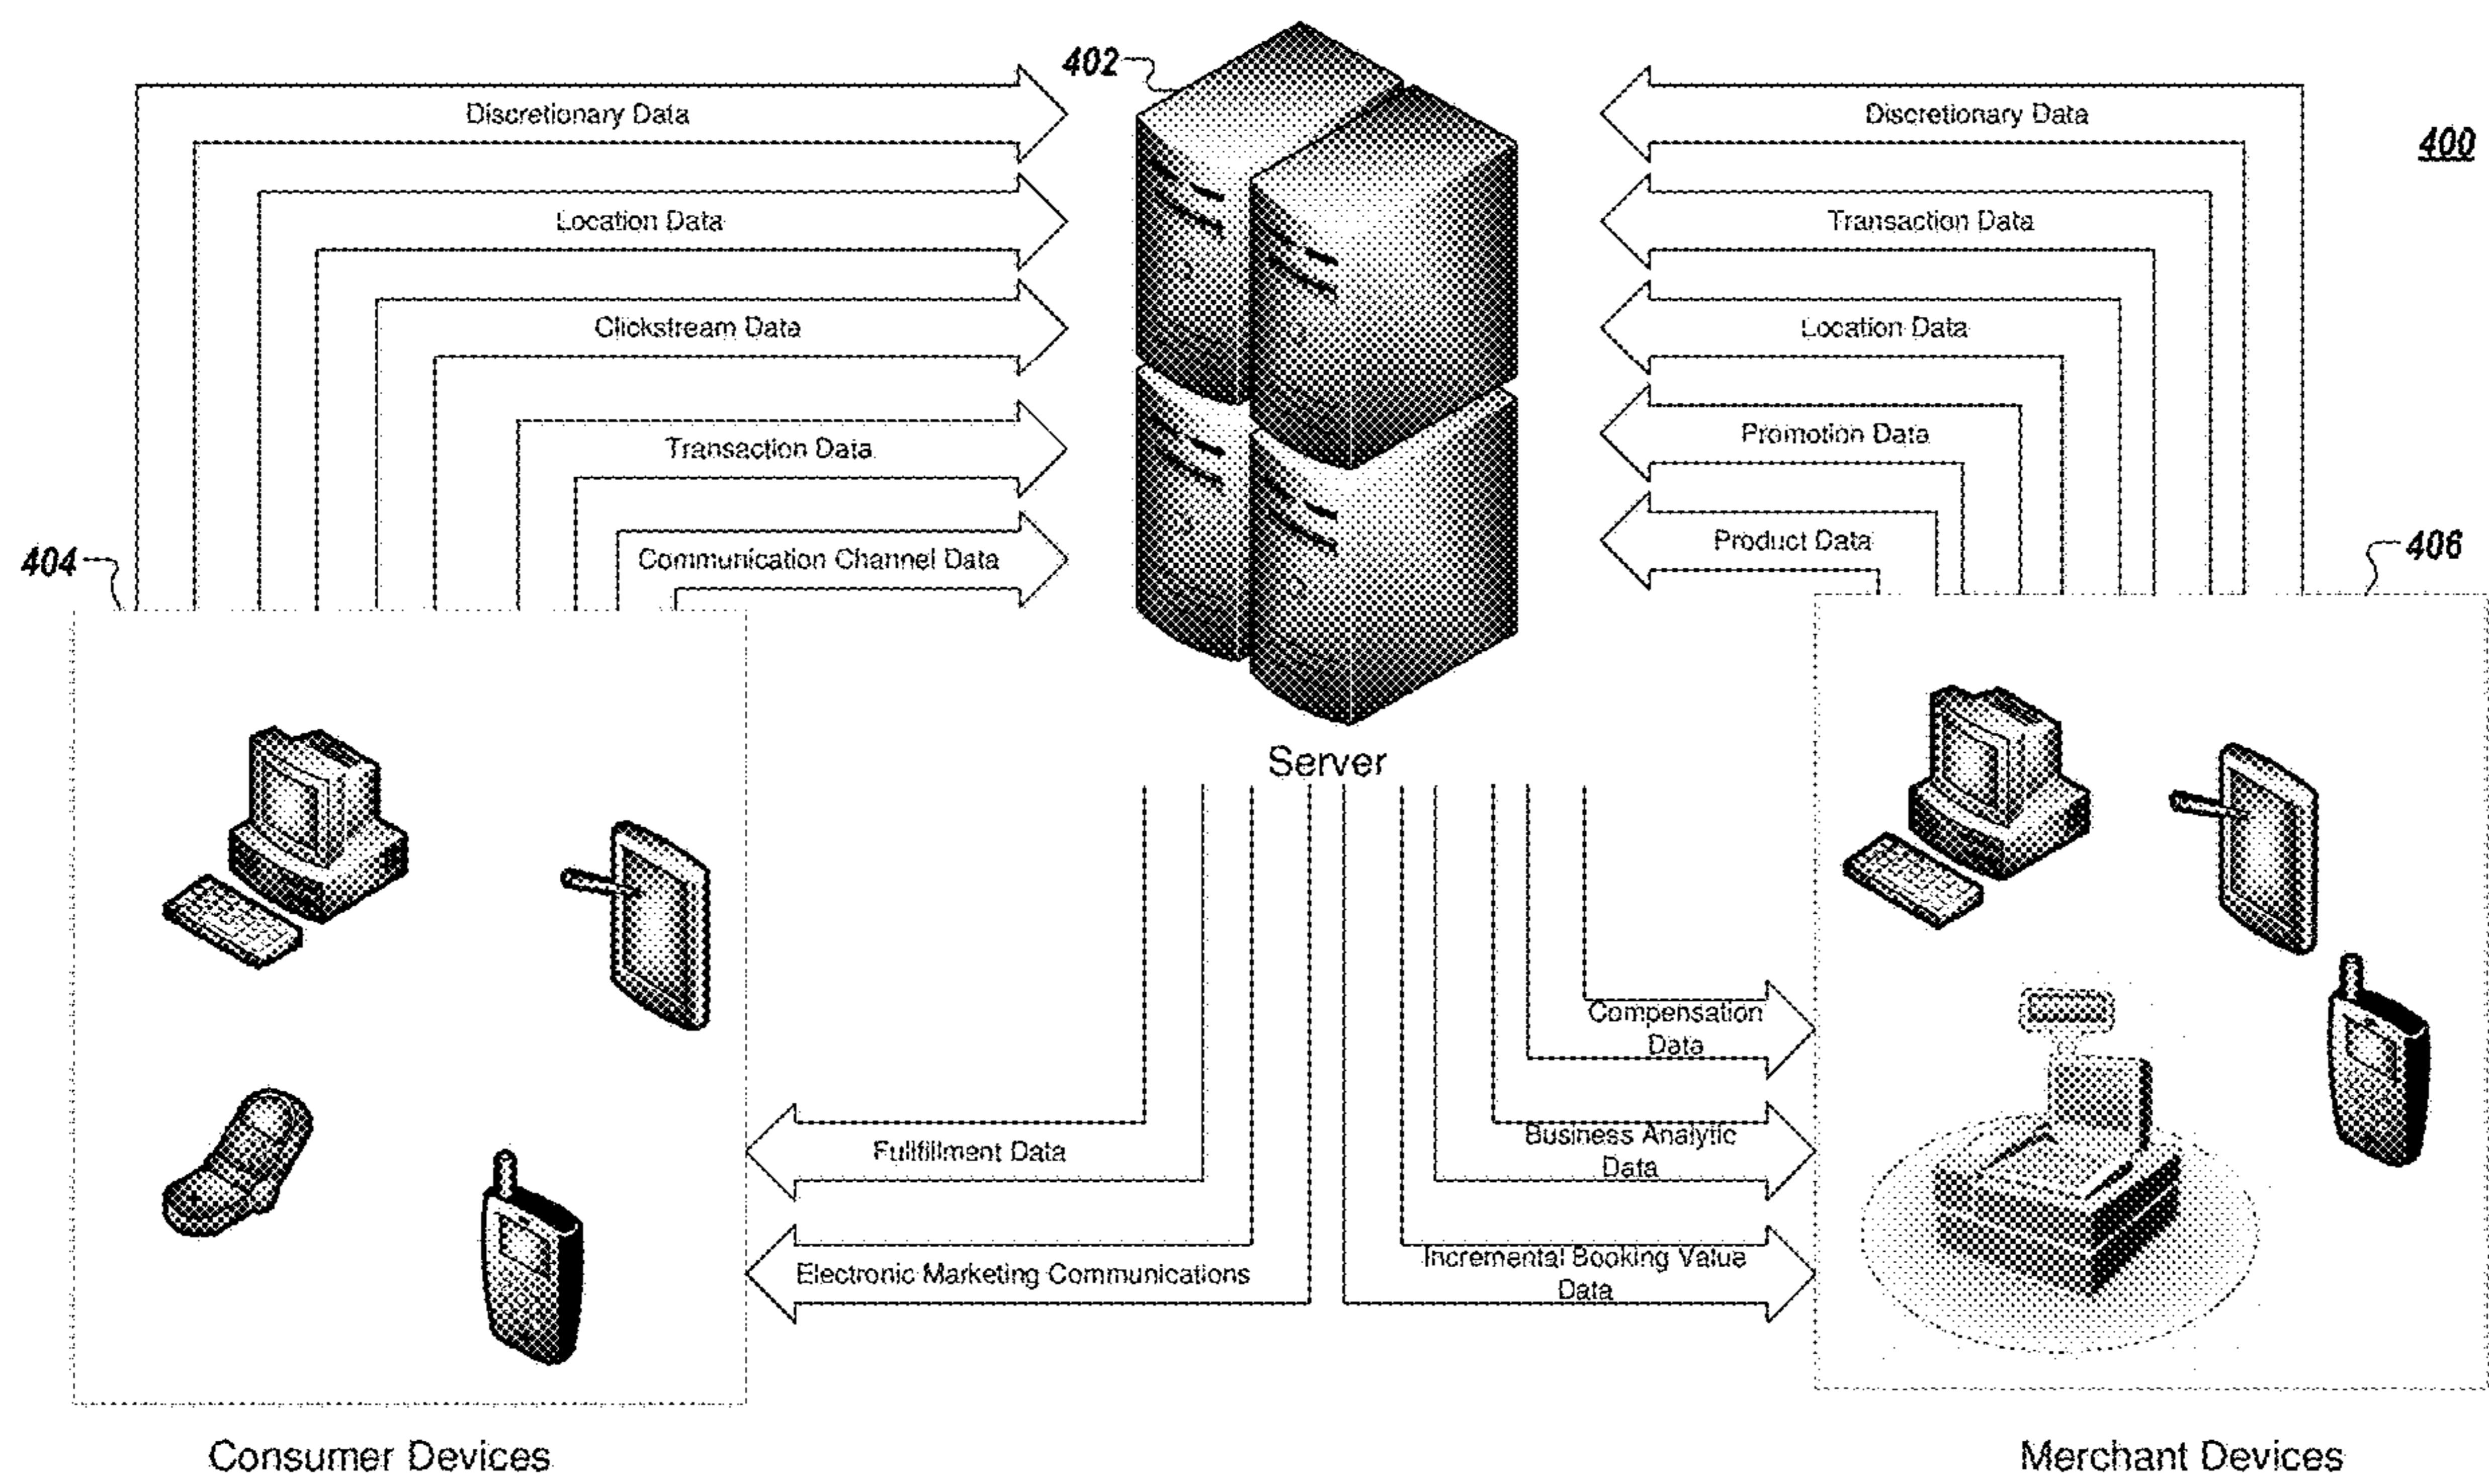 402
Discretionary Data
Discretionary Data
400
Location Data
Transaction Data
Clickstream Data
Location Data
Transaction Data
Promotion Data
Communication Channel Data
Product Data
404
406
Server
Compensation
Data
Fullfillment Data
Business Analytic
Data
Electronic Marketing Communications
Incremental Booking Value
Data
Consumer Devices
Merchant Devices